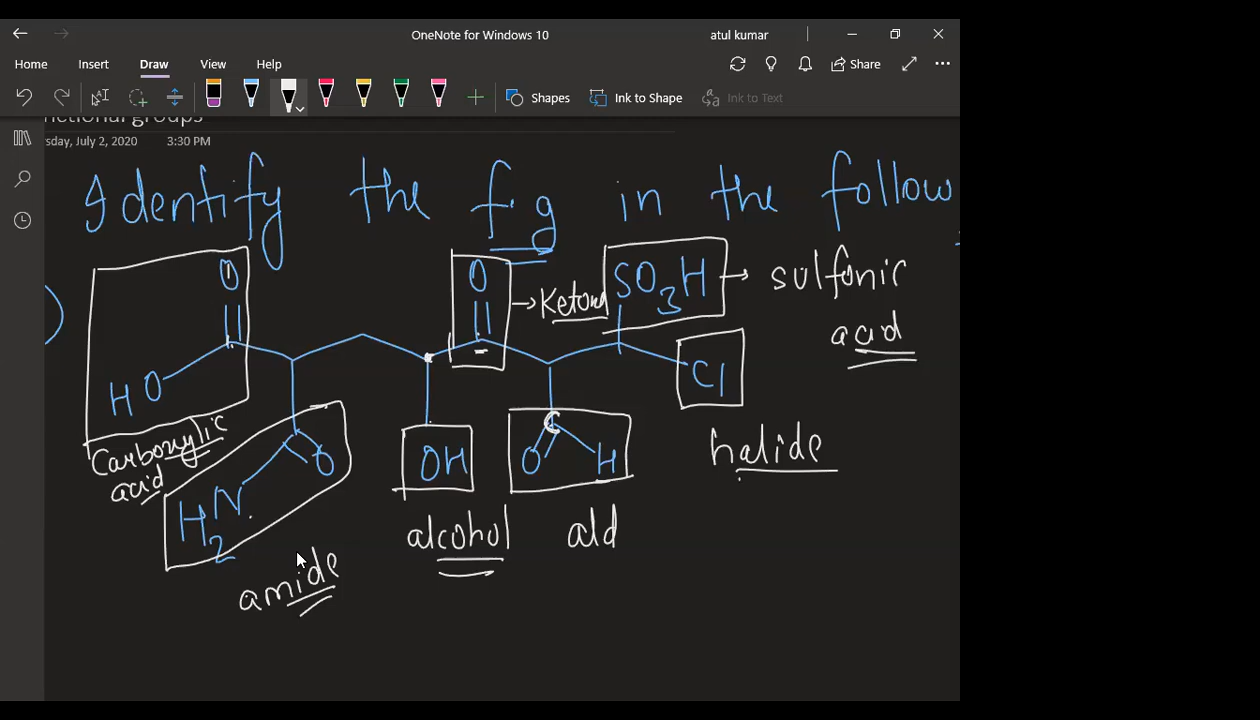 OneNote for Windows 10
atul kumar
Home Insert Draw View Help
Share
Shapes Ink to Shape Ink to Text
nctional groups
sday, July 2, 2020 3:30 PM
Identify the f.g in the follow
O
O
SO3H → sulfonic
acid
→ Ketone
HO
Cl
Carboxylic
acid
O
H2N
OH
C
O H
halide
amide
alcohol
ald